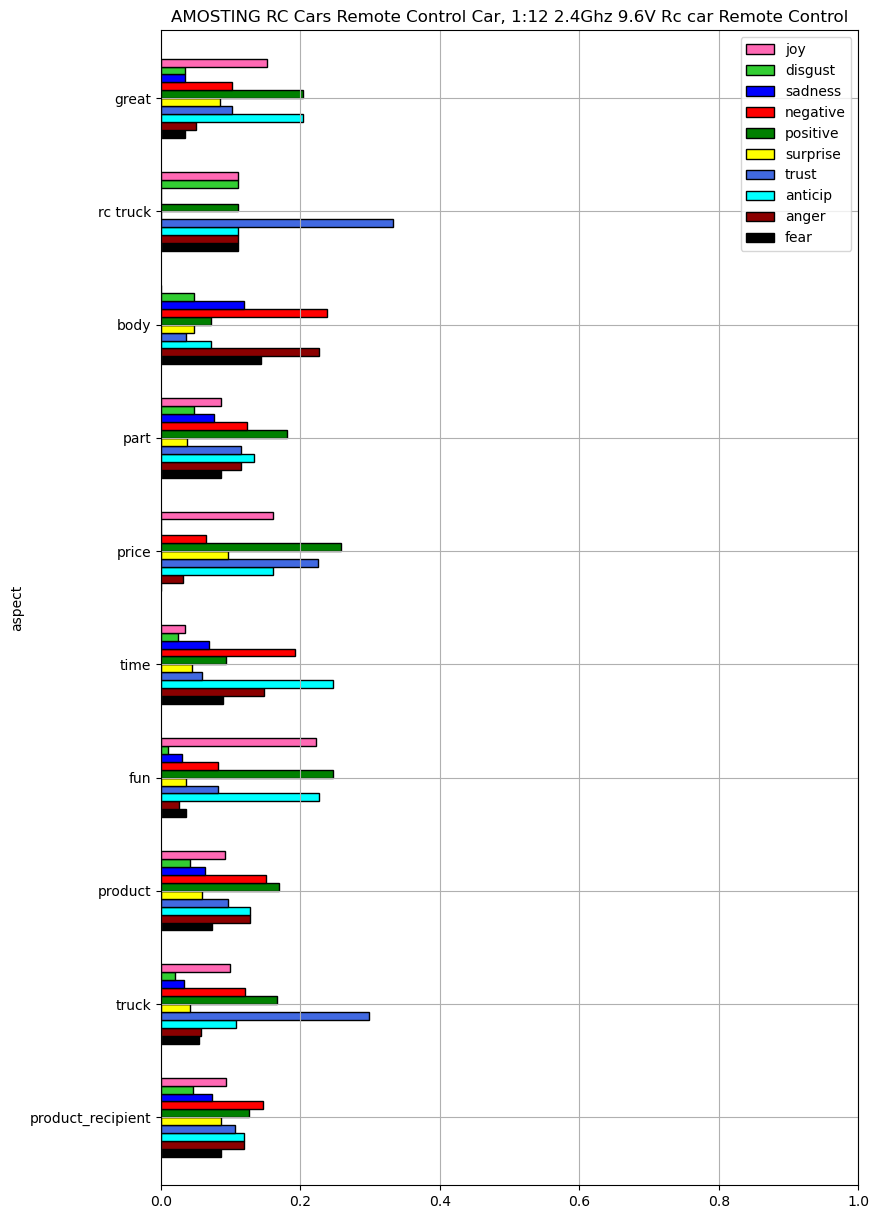 AMOSTING RC Cars Remote Control Car, 1:12 2.4Ghz 9.6V Rc car Remote Control
joy
disgust
sadness
negative
positive
surprise
trust
anticip
anger
fear
great
rc truck
body
part
price
time
fun
product
truck
product_recipient
aspect
0.0 0.2 0.4 0.6 0.8 1.0